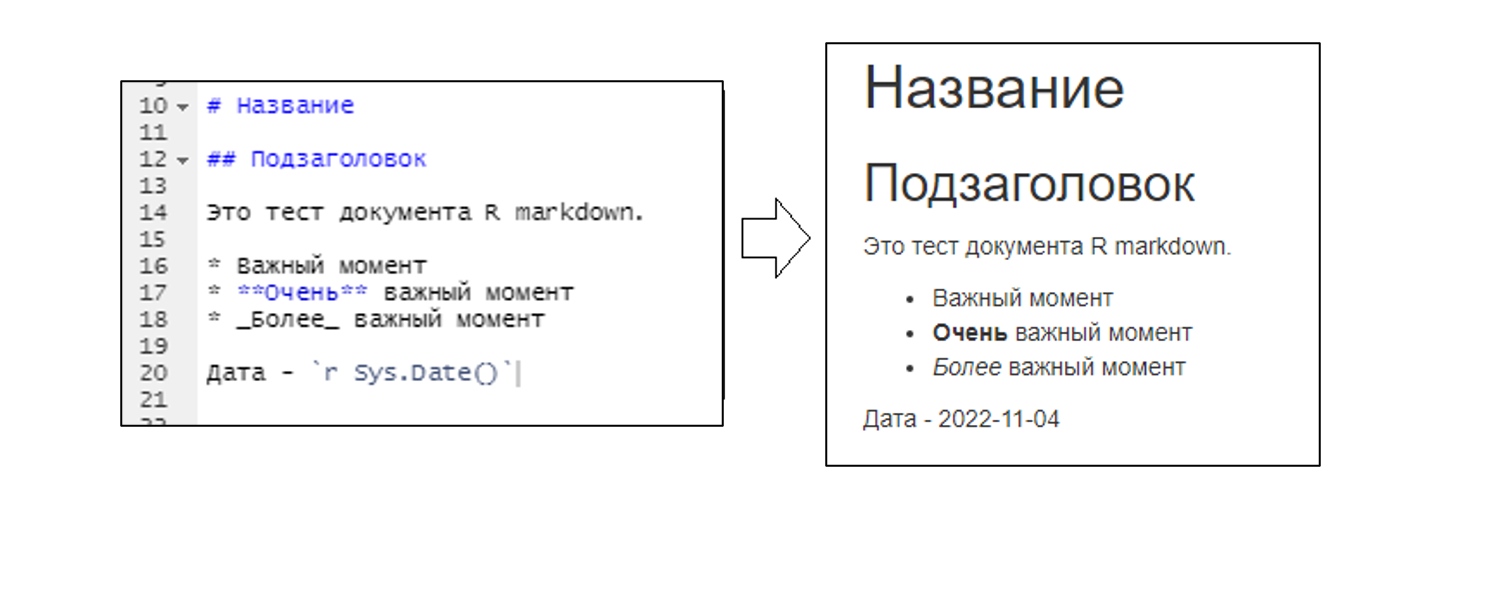 10 # Название
11
12 ## Подзаголовок
13
14 Это тест документа R markdown.
15
16 * Важный момент
17 * **Очень** важный момент
18 * _Более_ важный момент
19
20 Дата - `r Sys.Date()`
21
Название
Подзаголовок
Это тест документа R markdown.
• Важный момент
• Очень важный момент
• Более важный момент
Дата - 2022-11-04